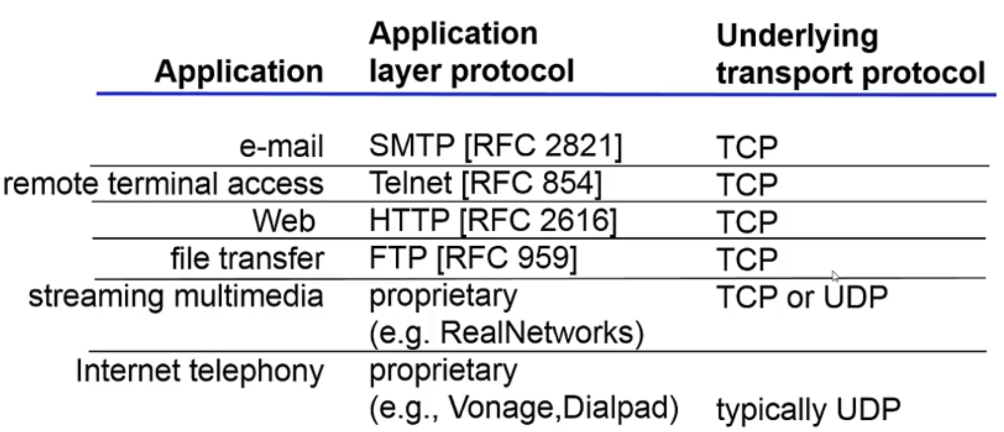 Application Application layer protocol Underlying transport protocol
e-mail SMTP [RFC 2821] TCP
remote terminal access Telnet [RFC 854] TCP
Web HTTP [RFC 2616] TCP
file transfer FTP [RFC 959] TCP
streaming multimedia proprietary TCP or UDP
(e.g. RealNetworks)
Internet telephony proprietary
(e.g., Vonage,Dialpad) typically UDP